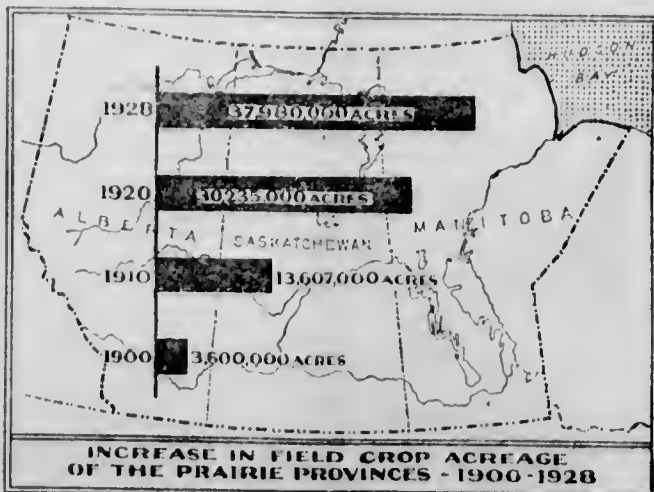 HUDSON
BAY
1928
37,980,000 ACRES
1920
30,235,000 ACRES
ALBERTA
SASKATCHEWAN
MANITOBA
1910
13,607,000 ACRES
1900
3,600,000 ACRES
INCREASE IN FIELD CROP ACREAGE
OF THE PRAIRIE PROVINCES - 1900-1928